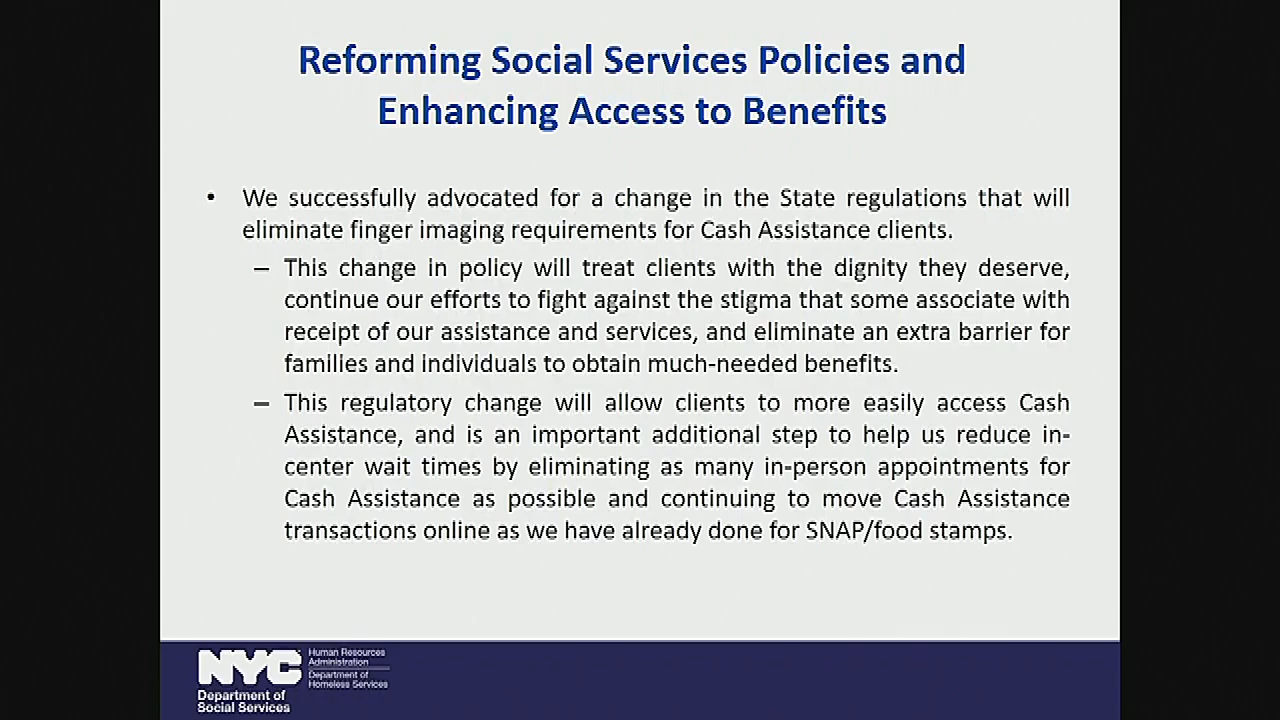 Reforming Social Services Policies and
Enhancing Access to Benefits
• We successfully advocated for a change in the State regulations that will
eliminate finger imaging requirements for Cash Assistance clients.
– This change in policy will treat clients with the dignity they deserve,
continue our efforts to fight against the stigma that some associate with
receipt of our assistance and services, and eliminate an extra barrier for
families and individuals to obtain much-needed benefits.
– This regulatory change will allow clients to more easily access Cash
Assistance, and is an important additional step to help us reduce in-
center wait times by eliminating as many in-person appointments for
Cash Assistance as possible and continuing to move Cash Assistance
transactions online as we have already done for SNAP/food stamps.
NYC
Department of
Social Services
Human Resources
Administration
Department of
Homeless Services